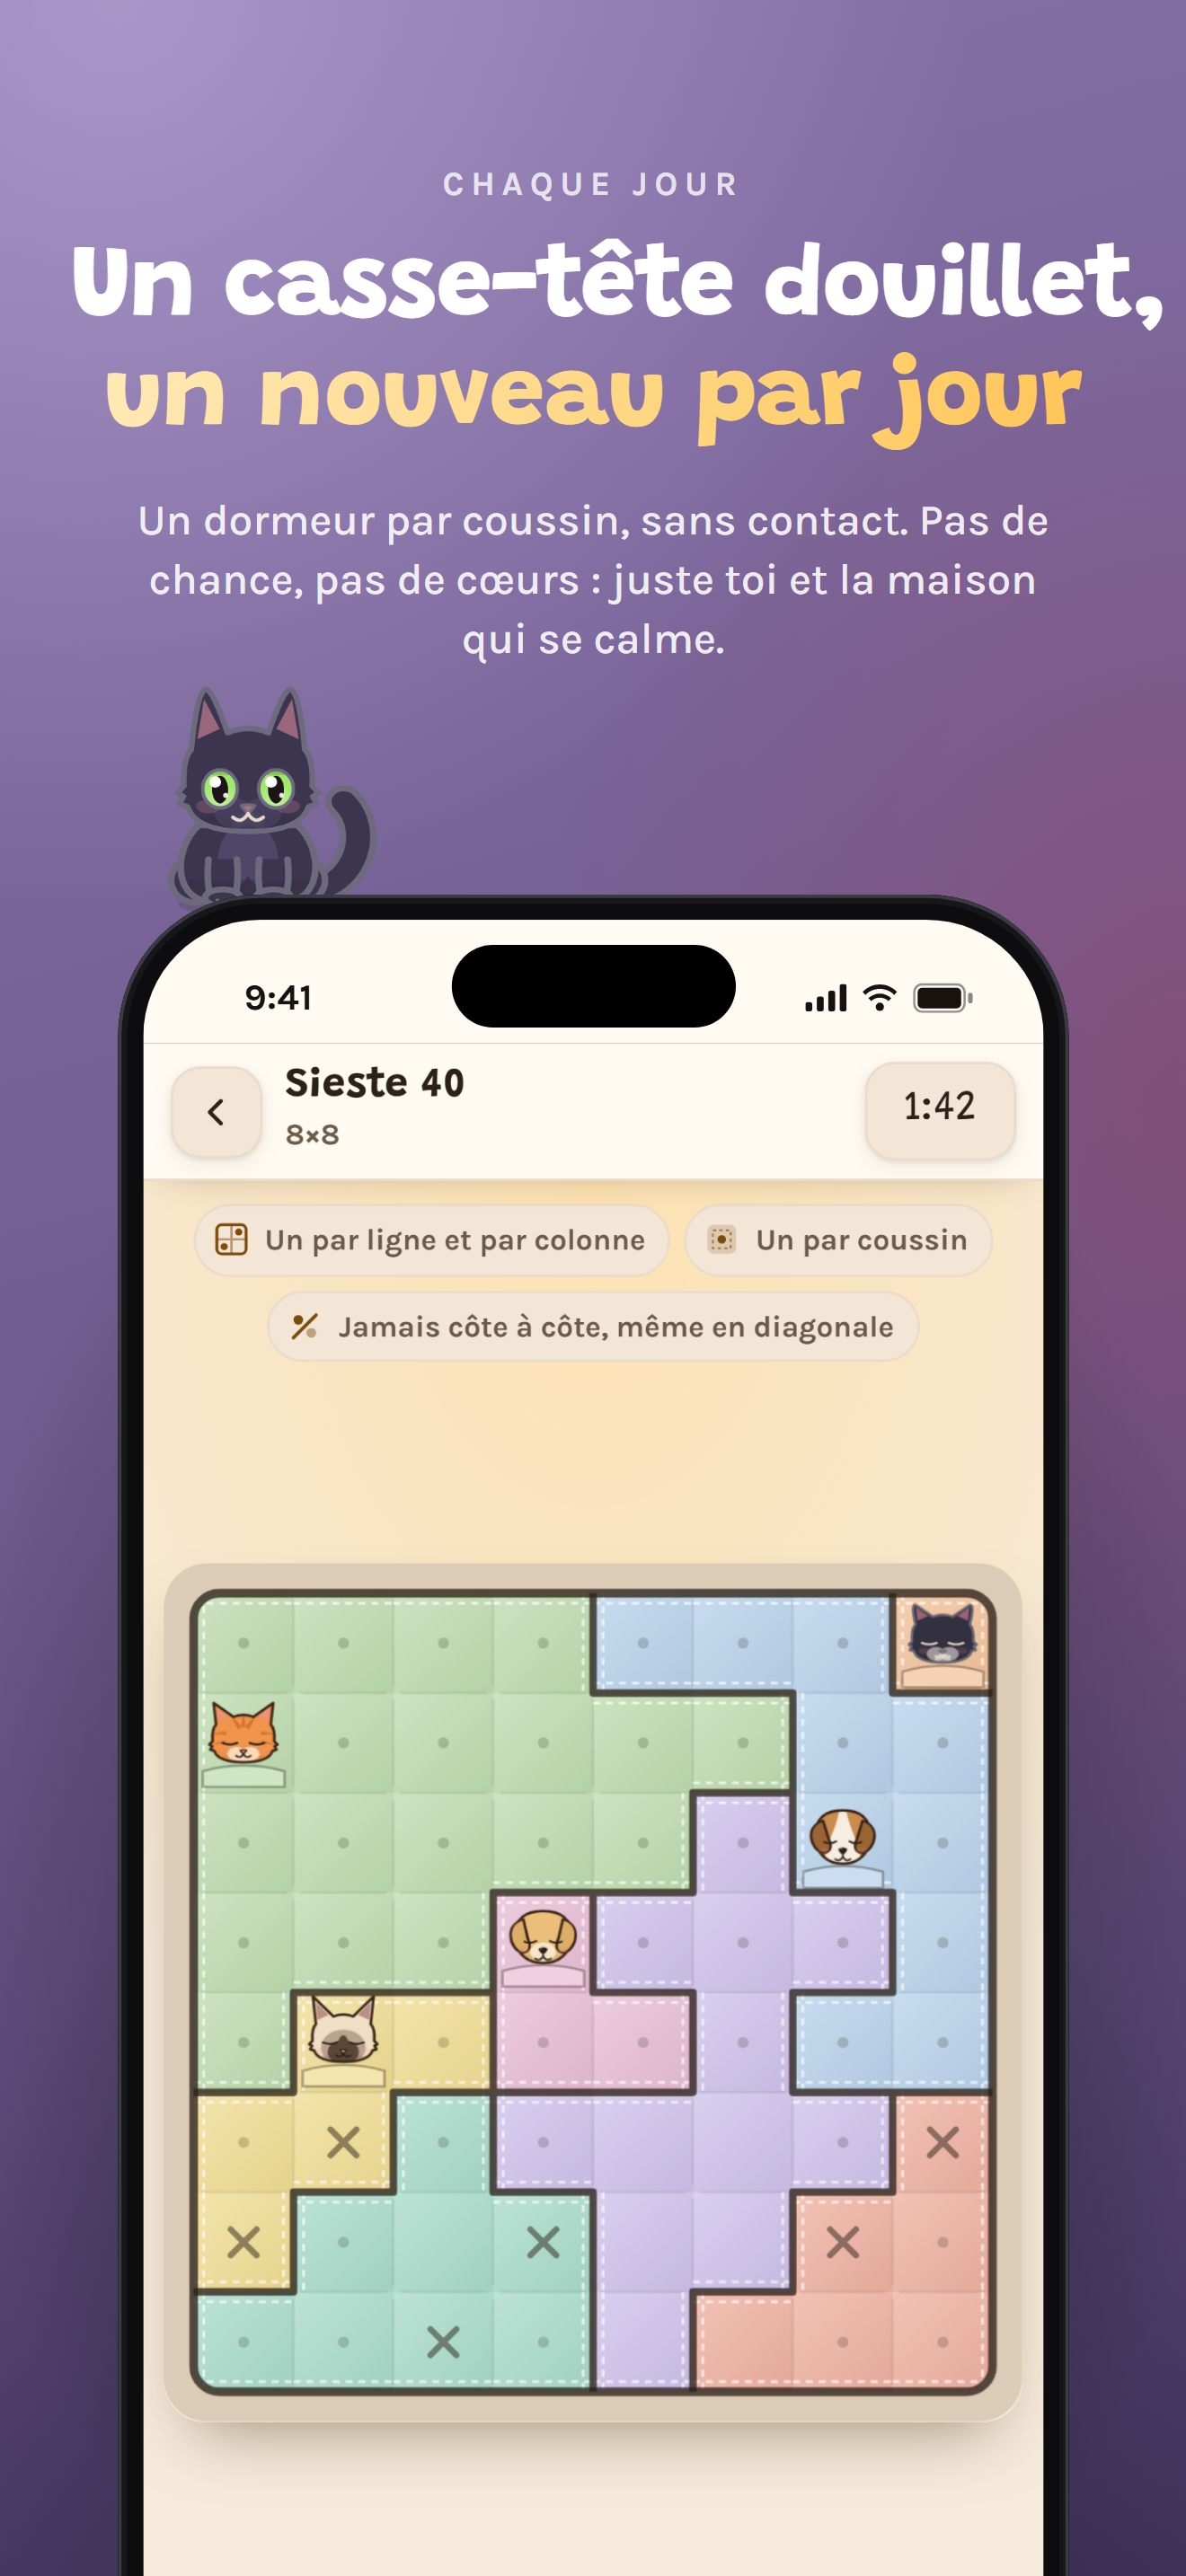 CHAQUE JOUR
Un casse-tête douillet,
un nouveau par jour
Un dormeur par coussin, sans contact. Pas de
chance, pas de cœurs : juste toi et la maison
qui se calme.
9:41
Sieste 40
8×8
1:42
Un par ligne et par colonne
Un par coussin
Jamais côte à côte, même en diagonale